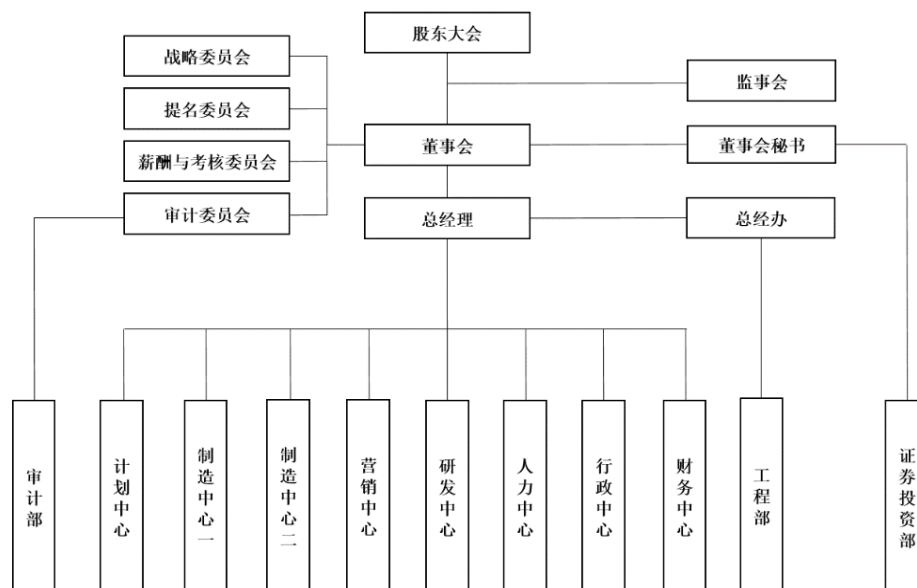 股东大会
战略委员会
监事会
提名委员会
董事会
董事会秘书
薪酬与考核委员会
审计委员会
总经理
总经办
审计部
计划中心
制造中心一
制造中心二
营销中心
研发中心
人力中心
行政中心
财务中心
工程部
证券投资部